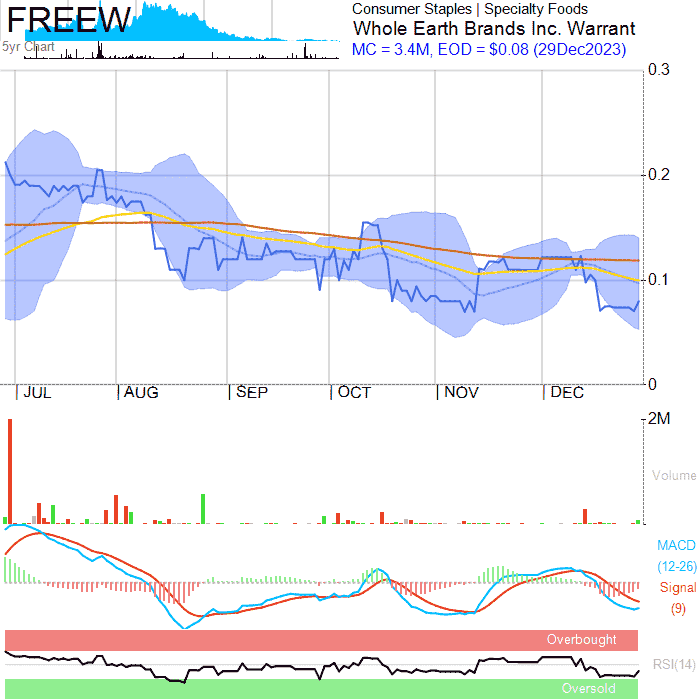 FREEW
5yr Chart
Consumer Staples | Specialty Foods
Whole Earth Brands Inc. Warrant
MC = 3.4M, EOD = $0.08 (29Dec2023)
0.3
0.2
0.1
0
JUL AUG SEP OCT NOV DEC
2M
Volume
MACD
(12-26)
Signal
(9)
Overbought
RSI(14)
Oversold